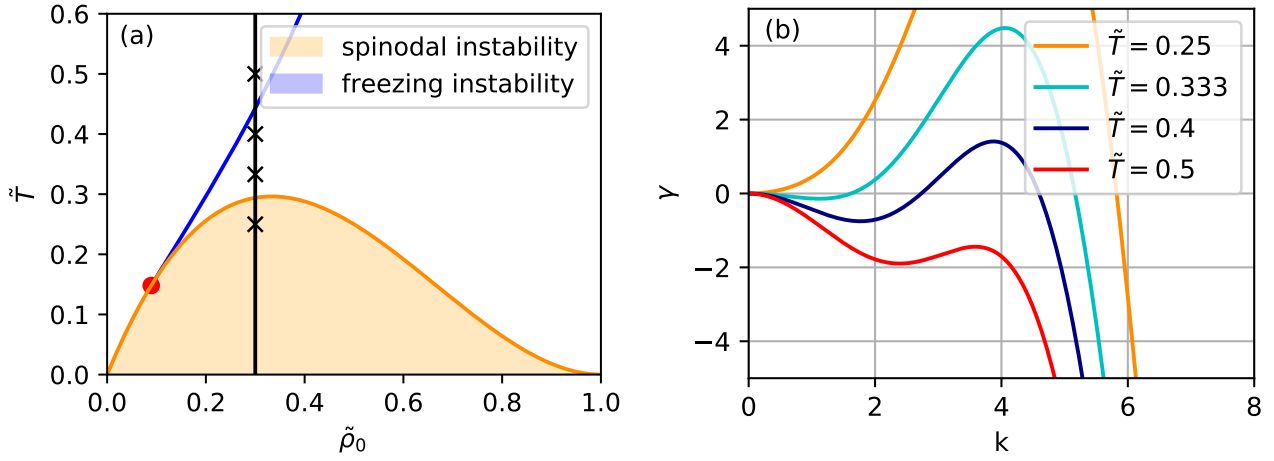 (a)
spinodal instability
freezing instability
0.6
0.5
0.4
0.3
0.2
0.1
0.0
T̃
0.0 0.2 0.4 0.6 0.8 1.0
ρ̃₀
(b)
T̃ = 0.25
T̃ = 0.333
T̃ = 0.4
T̃ = 0.5
4
2
0
−2
−4
γ
0 2 4 6 8
k